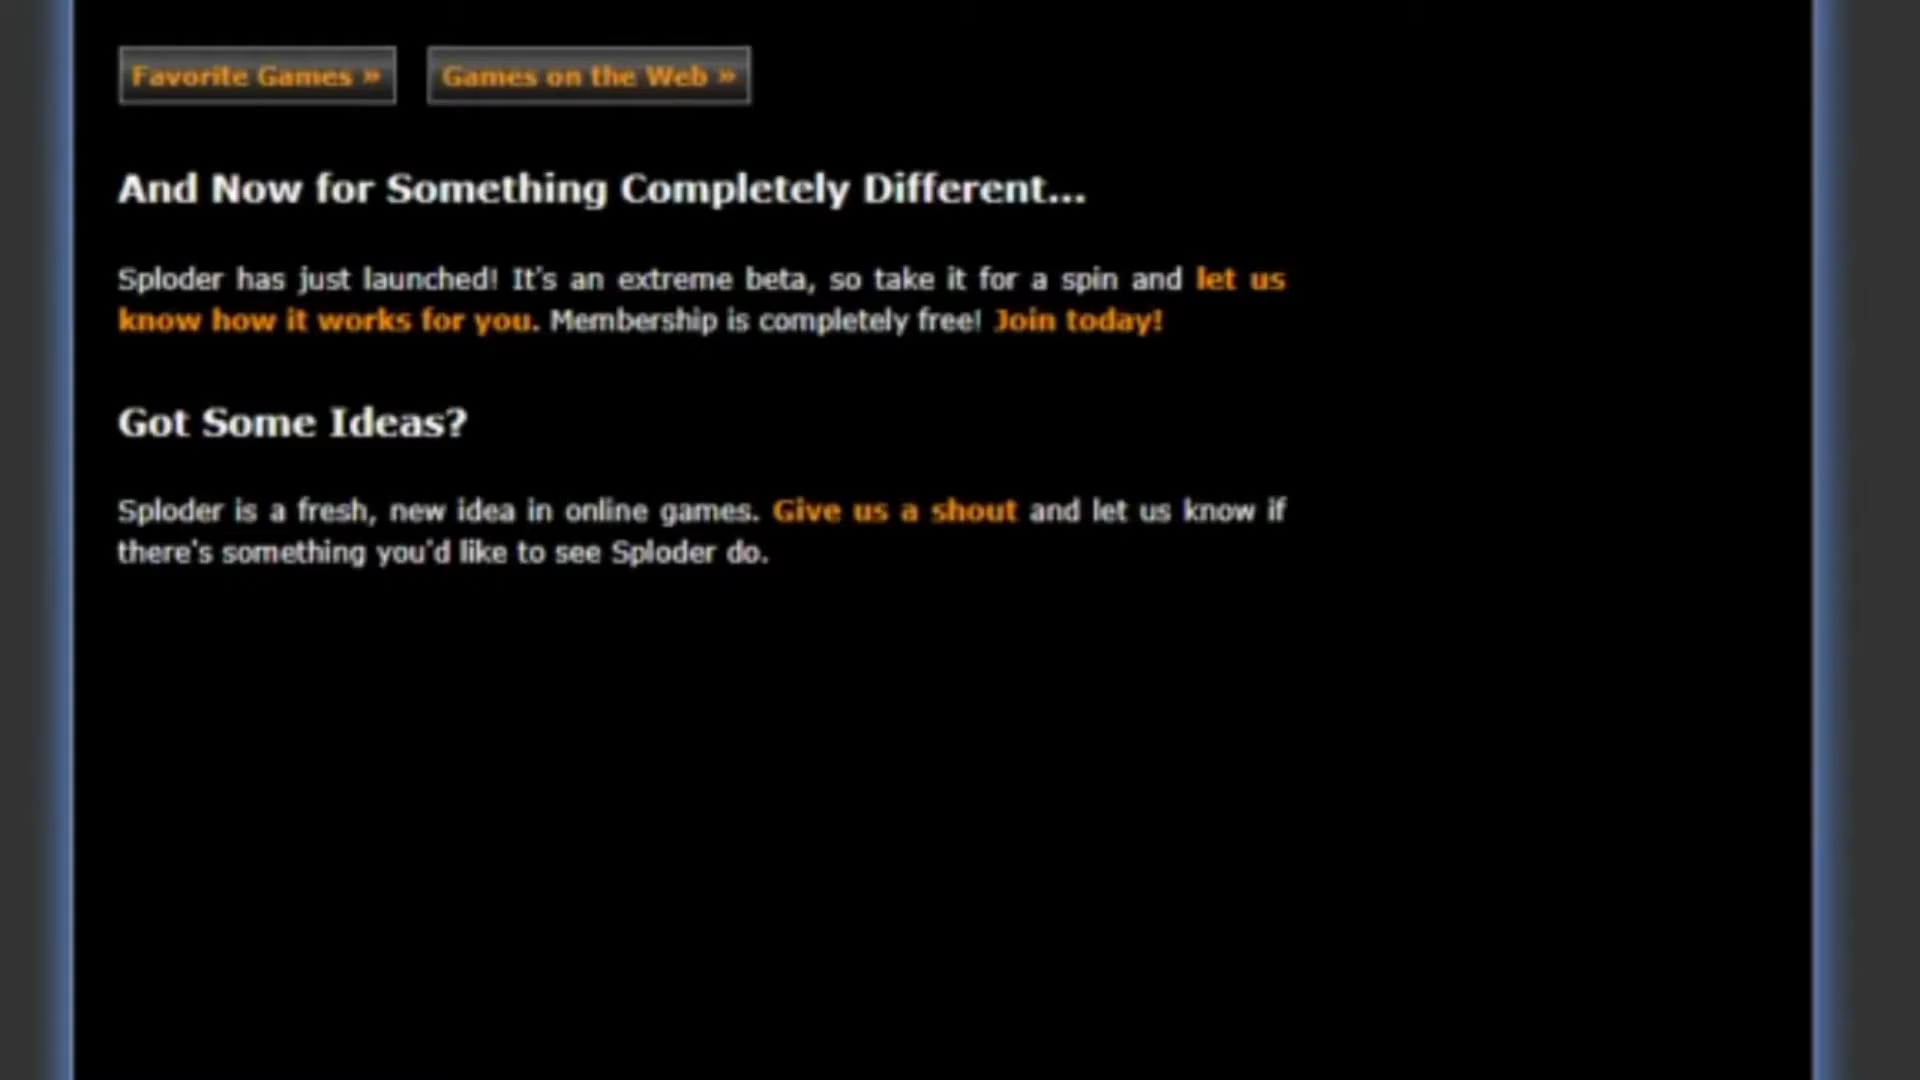 Favorite Games » Games on the Web »
And Now for Something Completely Different...
Sploder has just launched! It's an extreme beta, so take it for a spin and let us
know how it works for you. Membership is completely free! Join today!
Got Some Ideas?
Sploder is a fresh, new idea in online games. Give us a shout and let us know if
there's something you'd like to see Sploder do.